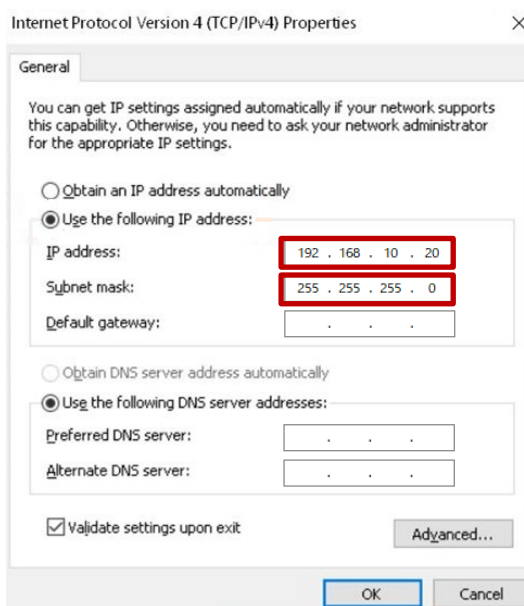 Internet Protocol Version 4 (TCP/IPv4) Properties
General
You can get IP settings assigned automatically if your network supports
this capability. Otherwise, you need to ask your network administrator
for the appropriate IP settings.
Obtain an IP address automatically
Use the following IP address:
IP address: 192 . 168 . 10 . 20
Subnet mask: 255 . 255 . 255 . 0
Default gateway: . . .
Obtain DNS server address automatically
Use the following DNS server addresses:
Preferred DNS server: . . .
Alternate DNS server: . . .
Validate settings upon exit
Advanced...
OK Cancel